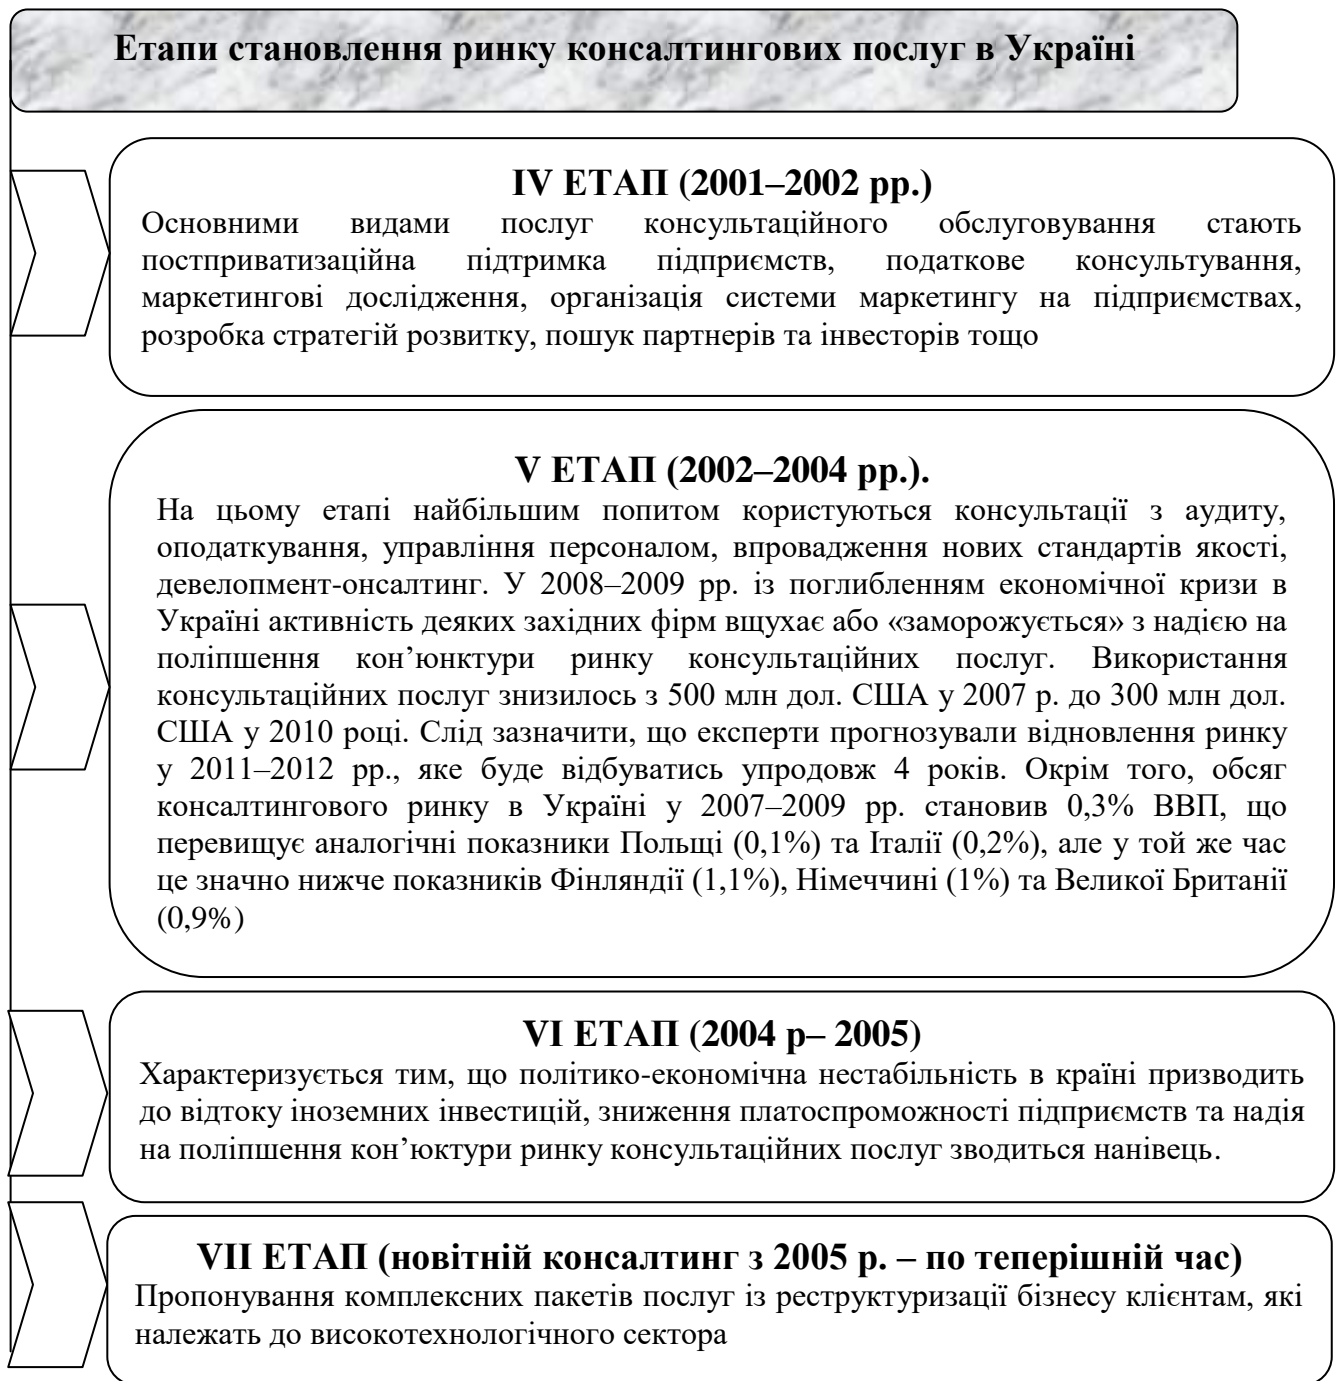 Етапи становлення ринку консалтингових послуг в Україні
IV ЕТАП (2001–2002 рр.)
Основними видами послуг консультаційного обслуговування стають
постприватизаційна підтримка підприємств, податкове консультування,
маркетингові дослідження, організація системи маркетингу на підприємствах,
розробка стратегій розвитку, пошук партнерів та інвесторів тощо
V ЕТАП (2002–2004 рр.).
На цьому етапі найбільшим попитом користуються консультації з аудиту,
оподаткування, управління персоналом, впровадження нових стандартів якості,
девелопмент-онсалтинг. У 2008–2009 рр. із поглибленням економічної кризи в
Україні активність деяких західних фірм вщухає або «заморожується» з надією на
поліпшення кон’юнктури ринку консультаційних послуг. Використання
консультаційних послуг знизилось з 500 млн дол. США у 2007 р. до 300 млн дол.
США у 2010 році. Слід зазначити, що експерти прогнозували відновлення ринку
у 2011–2012 рр., яке буде відбуватись упродовж 4 років. Окрім того, обсяг
консалтингового ринку в Україні у 2007–2009 рр. становив 0,3% ВВП, що
перевищує аналогічні показники Польщі (0,1%) та Італії (0,2%), але у той же час
це значно нижче показників Фінляндії (1,1%), Німеччині (1%) та Великої Британії
(0,9%)
VI ЕТАП (2004 р– 2005)
Характеризується тим, що політико-економічна нестабільність в країні призводить
до відтоку іноземних інвестицій, зниження платоспроможності підприємств та надія
на поліпшення кон’юктури ринку консультаційних послуг зводиться нанівець.
VII ЕТАП (новітній консалтинг з 2005 р. – по теперішній час)
Пропонування комплексних пакетів послуг із реструктуризації бізнесу клієнтам, які
належать до високотехнологічного сектора